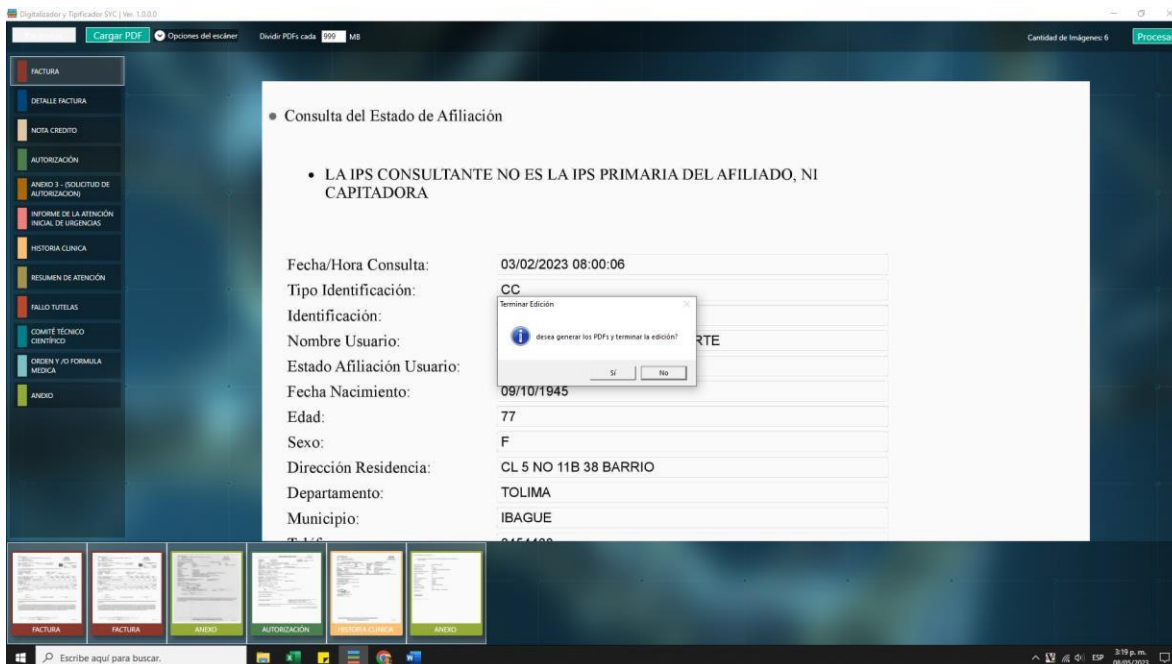 Digitalizador y Tipificador SYC | Ver. 1.0.0.0
Cargar PDF Opciones del escáner Dividir PDFs cada 999 MB Cantidad de Imágenes: 6 Procesar
FACTURA
DETALLE FACTURA
NOTA CREDITO
AUTORIZACIÓN
ANEXO 3 - (SOLICITUD DE
AUTORIZACION)
INFORME DE LA ATENCIÓN
INICIAL DE URGENCIAS
HISTORIA CLINICA
RESUMEN DE ATENCIÓN
FALLO TUTELAS
COMITÉ TÉCNICO
CIENTÍFICO
ORDEN Y /O FORMULA
MEDICA
ANEXO
Consulta del Estado de Afiliación
• LA IPS CONSULTANTE NO ES LA IPS PRIMARIA DEL AFILIADO, NI
CAPITADORA
Fecha/Hora Consulta: 03/02/2023 08:00:06
Tipo Identificación: CC
Identificación:
Nombre Usuario: RTE
Estado Afiliación Usuario:
Fecha Nacimiento: 09/10/1945
Edad: 77
Sexo: F
Dirección Residencia: CL 5 NO 11B 38 BARRIO
Departamento: TOLIMA
Municipio: IBAGUE
Terminar Edición
desea generar los PDFs y terminar la edición?
Sí No
FACTURA FACTURA ANEXO AUTORIZACIÓN HISTORIA CLINICA ANEXO
Escribe aquí para buscar. ESP 3:19 p. m.
08/05/2023